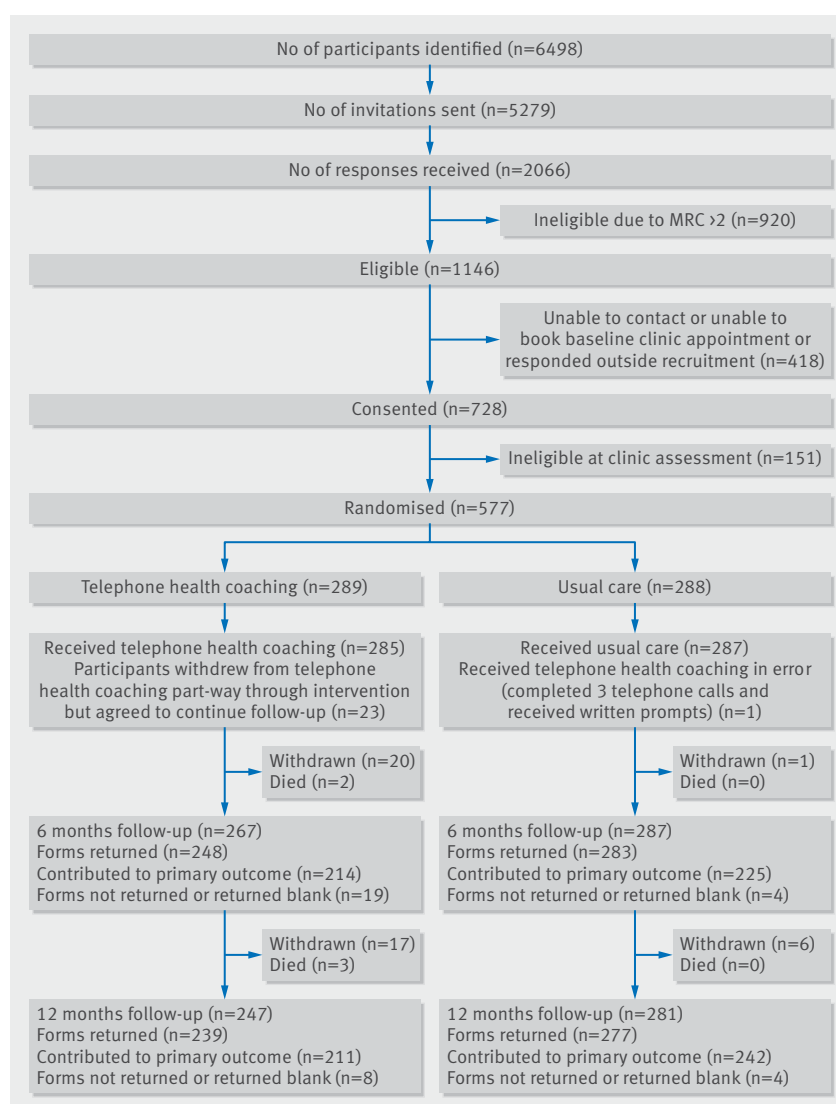 No of participants identified (n=6498)
No of invitations sent (n=5279)
No of responses received (n=2066)
Ineligible due to MRC >2 (n=920)
Eligible (n=1146)
Unable to contact or unable to
book baseline clinic appointment or
responded outside recruitment (n=418)
Consented (n=728)
Ineligible at clinic assessment (n=151)
Randomised (n=577)
Telephone health coaching (n=289)
Usual care (n=288)
Received telephone health coaching (n=285)
Participants withdrew from telephone
health coaching part-way through intervention
but agreed to continue follow-up (n=23)
Received usual care (n=287)
Received telephone health coaching in error
(completed 3 telephone calls and
received written prompts) (n=1)
Withdrawn (n=20)
Died (n=2)
Withdrawn (n=1)
Died (n=0)
6 months follow-up (n=267)
Forms returned (n=248)
Contributed to primary outcome (n=214)
Forms not returned or returned blank (n=19)
6 months follow-up (n=287)
Forms returned (n=283)
Contributed to primary outcome (n=225)
Forms not returned or returned blank (n=4)
Withdrawn (n=17)
Died (n=3)
Withdrawn (n=6)
Died (n=0)
12 months follow-up (n=247)
Forms returned (n=239)
Contributed to primary outcome (n=211)
Forms not returned or returned blank (n=8)
12 months follow-up (n=281)
Forms returned (n=277)
Contributed to primary outcome (n=242)
Forms not returned or returned blank (n=4)